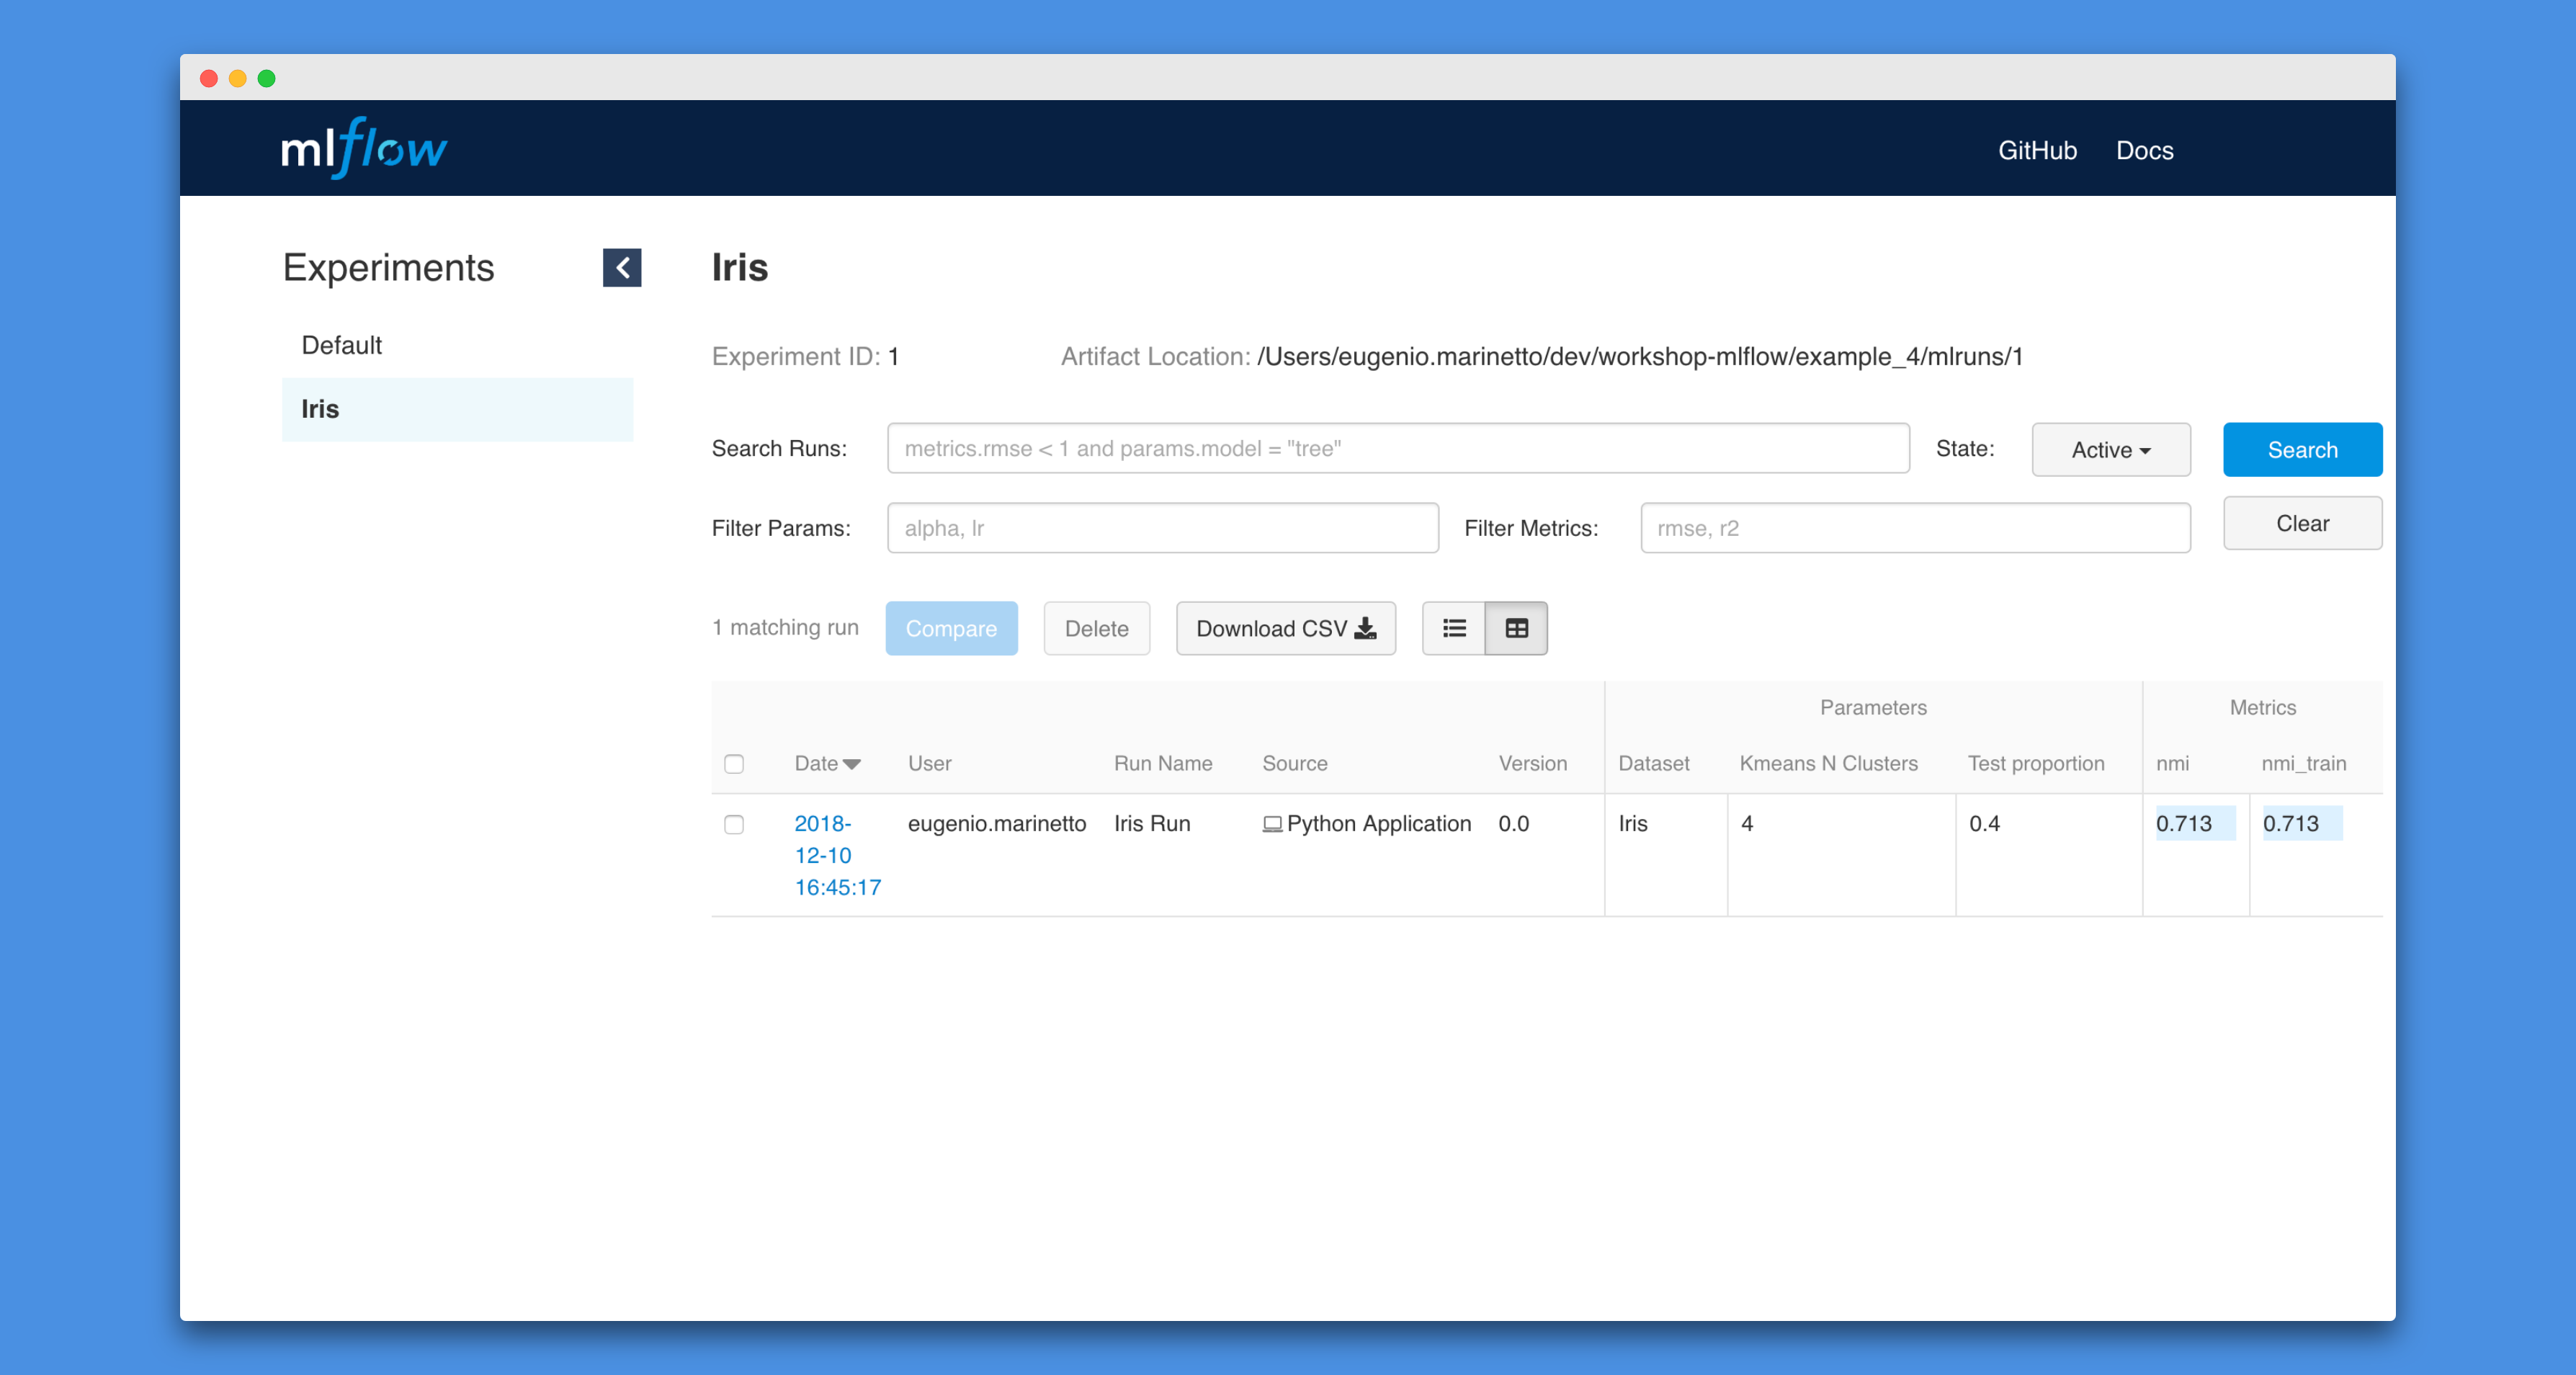 mlflow
GitHub Docs
Experiments
Default
Iris
Iris
Experiment ID: 1 Artifact Location: /Users/eugenio.marinetto/dev/workshop-mlflow/example_4/mlruns/1
Search Runs: metrics.rmse < 1 and params.model = "tree" State: Active Search
Filter Params: alpha, lr Filter Metrics: rmse, r2 Clear
1 matching run Compare Delete Download CSV
Parameters Metrics
Date User Run Name Source Version Dataset Kmeans N Clusters Test proportion nmi nmi_train
2018- eugenio.marinetto Iris Run Python Application 0.0 Iris 4 0.4 0.713 0.713
12-10
16:45:17